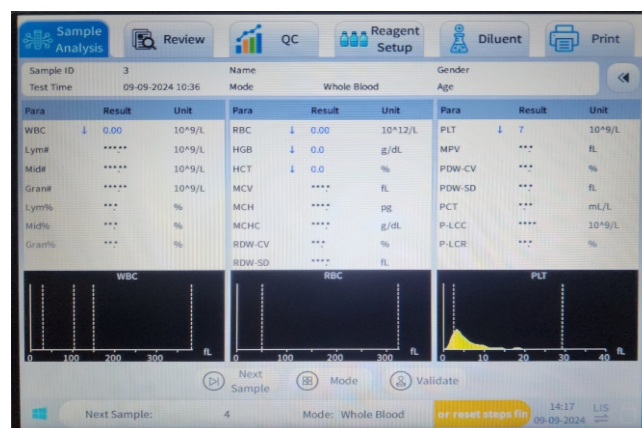 Sample Analysis Review QC Reagent Setup Diluent Print
Sample ID 3 Name Gender
Test Time 09-09-2024 10:36 Mode Whole Blood Age
Para Result Unit Para Result Unit Para Result Unit
WBC ↓ 0.00 10^9/L RBC ↓ 0.00 10^12/L PLT ↓ 7 10^9/L
Lym# ***.** 10^9/L HGB ↓ 0.0 g/dL MPV **.* fL
Mid# ***.** 10^9/L HCT ↓ 0.0 % PDW-CV **.* %
Gran# ***.** 10^9/L MCV ***.* fL PDW-SD **.* fL
Lym% **.* % MCH ***.* pg PCT **.* mL/L
Mid% **.* % MCHC ***.* g/dL P-LCC **** 10^9/L
Gran% **.* % RDW-CV **.* % P-LCR **.* %
RDW-SD ***.* fL
WBC RBC PLT
0 100 200 300 fL 0 100 200 300 fL 0 10 20 30 40 fL
Next Sample Mode Validate
Next Sample: 4 Mode: Whole Blood or reset steps fin 14:17 LIS
09-09-2024